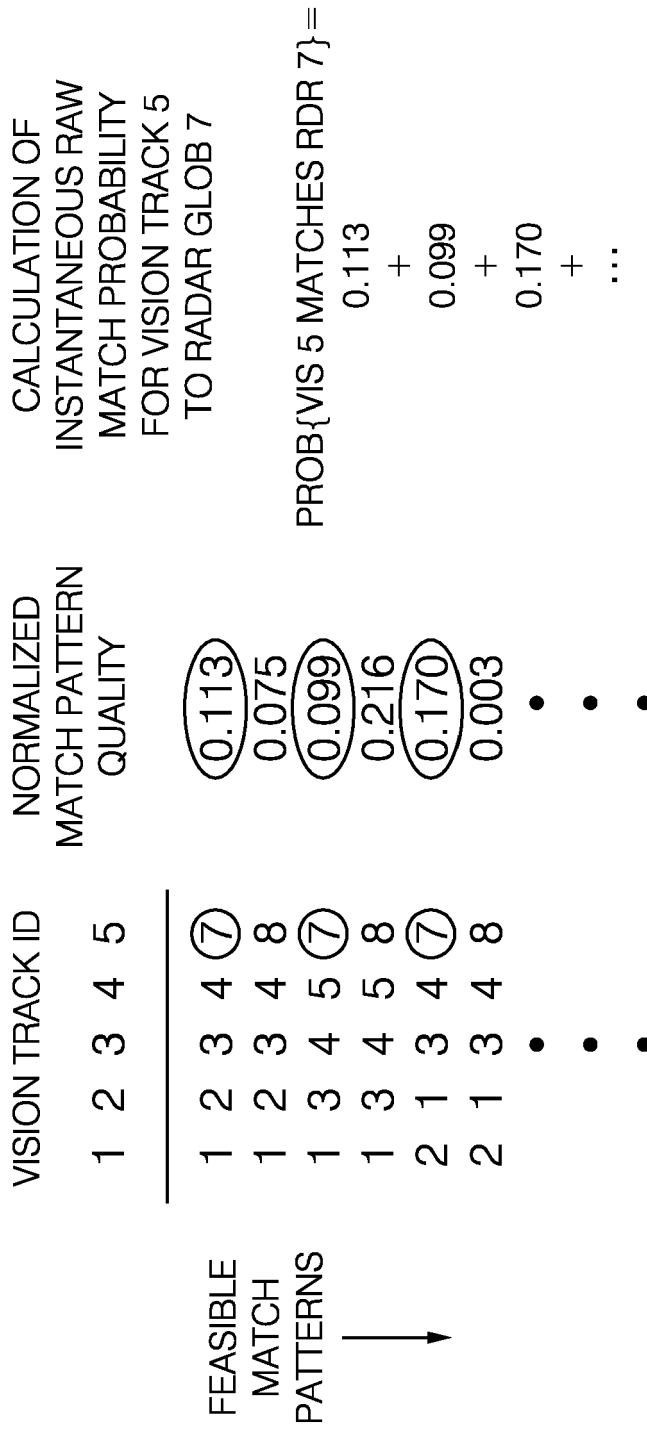 VISION TRACK ID
1 2 3 4 5
FEASIBLE
MATCH
PATTERNS
1 2 3 4 7
1 2 3 4 8
1 3 4 5 7
1 3 4 5 8
2 1 3 4 7
2 1 3 4 8
NORMALIZED
MATCH PATTERN
QUALITY
0.113
0.075
0.099
0.216
0.170
0.003
CALCULATION OF
INSTANTANEOUS RAW
MATCH PROBABILITY
FOR VISION TRACK 5
TO RADAR GLOB 7
PROB{VIS 5 MATCHES RDR 7}=
0.113
+
0.099
+
0.170
+
...